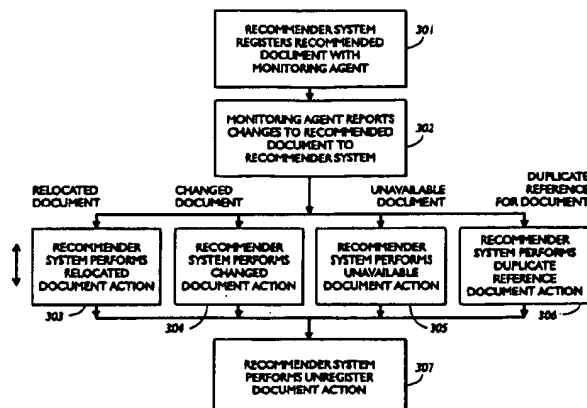 RECOMMENDER SYSTEM
REGISTERS RECOMMENDED
DOCUMENT WITH
MONITORING AGENT
301
MONITORING AGENT REPORTS
CHANGES TO RECOMMENDED
DOCUMENT TO
RECOMMENDER SYSTEM
302
RELOCATED
DOCUMENT
CHANGED
DOCUMENT
UNAVAILABLE
DOCUMENT
DUPLICATE
REFERENCE
FOR DOCUMENT
RECOMMENDER
SYSTEM PERFORMS
RELOCATED
DOCUMENT ACTION
303
RECOMMENDER
SYSTEM PERFORMS
CHANGED
DOCUMENT ACTION
304
RECOMMENDER
SYSTEM PERFORMS
UNAVAILABLE
DOCUMENT ACTION
305
RECOMMENDER
SYSTEM PERFORMS
DUPLICATE
REFERENCE
DOCUMENT ACTION
306
RECOMMENDER SYSTEM
PERFORMS UNREGISTER
DOCUMENT ACTION
307